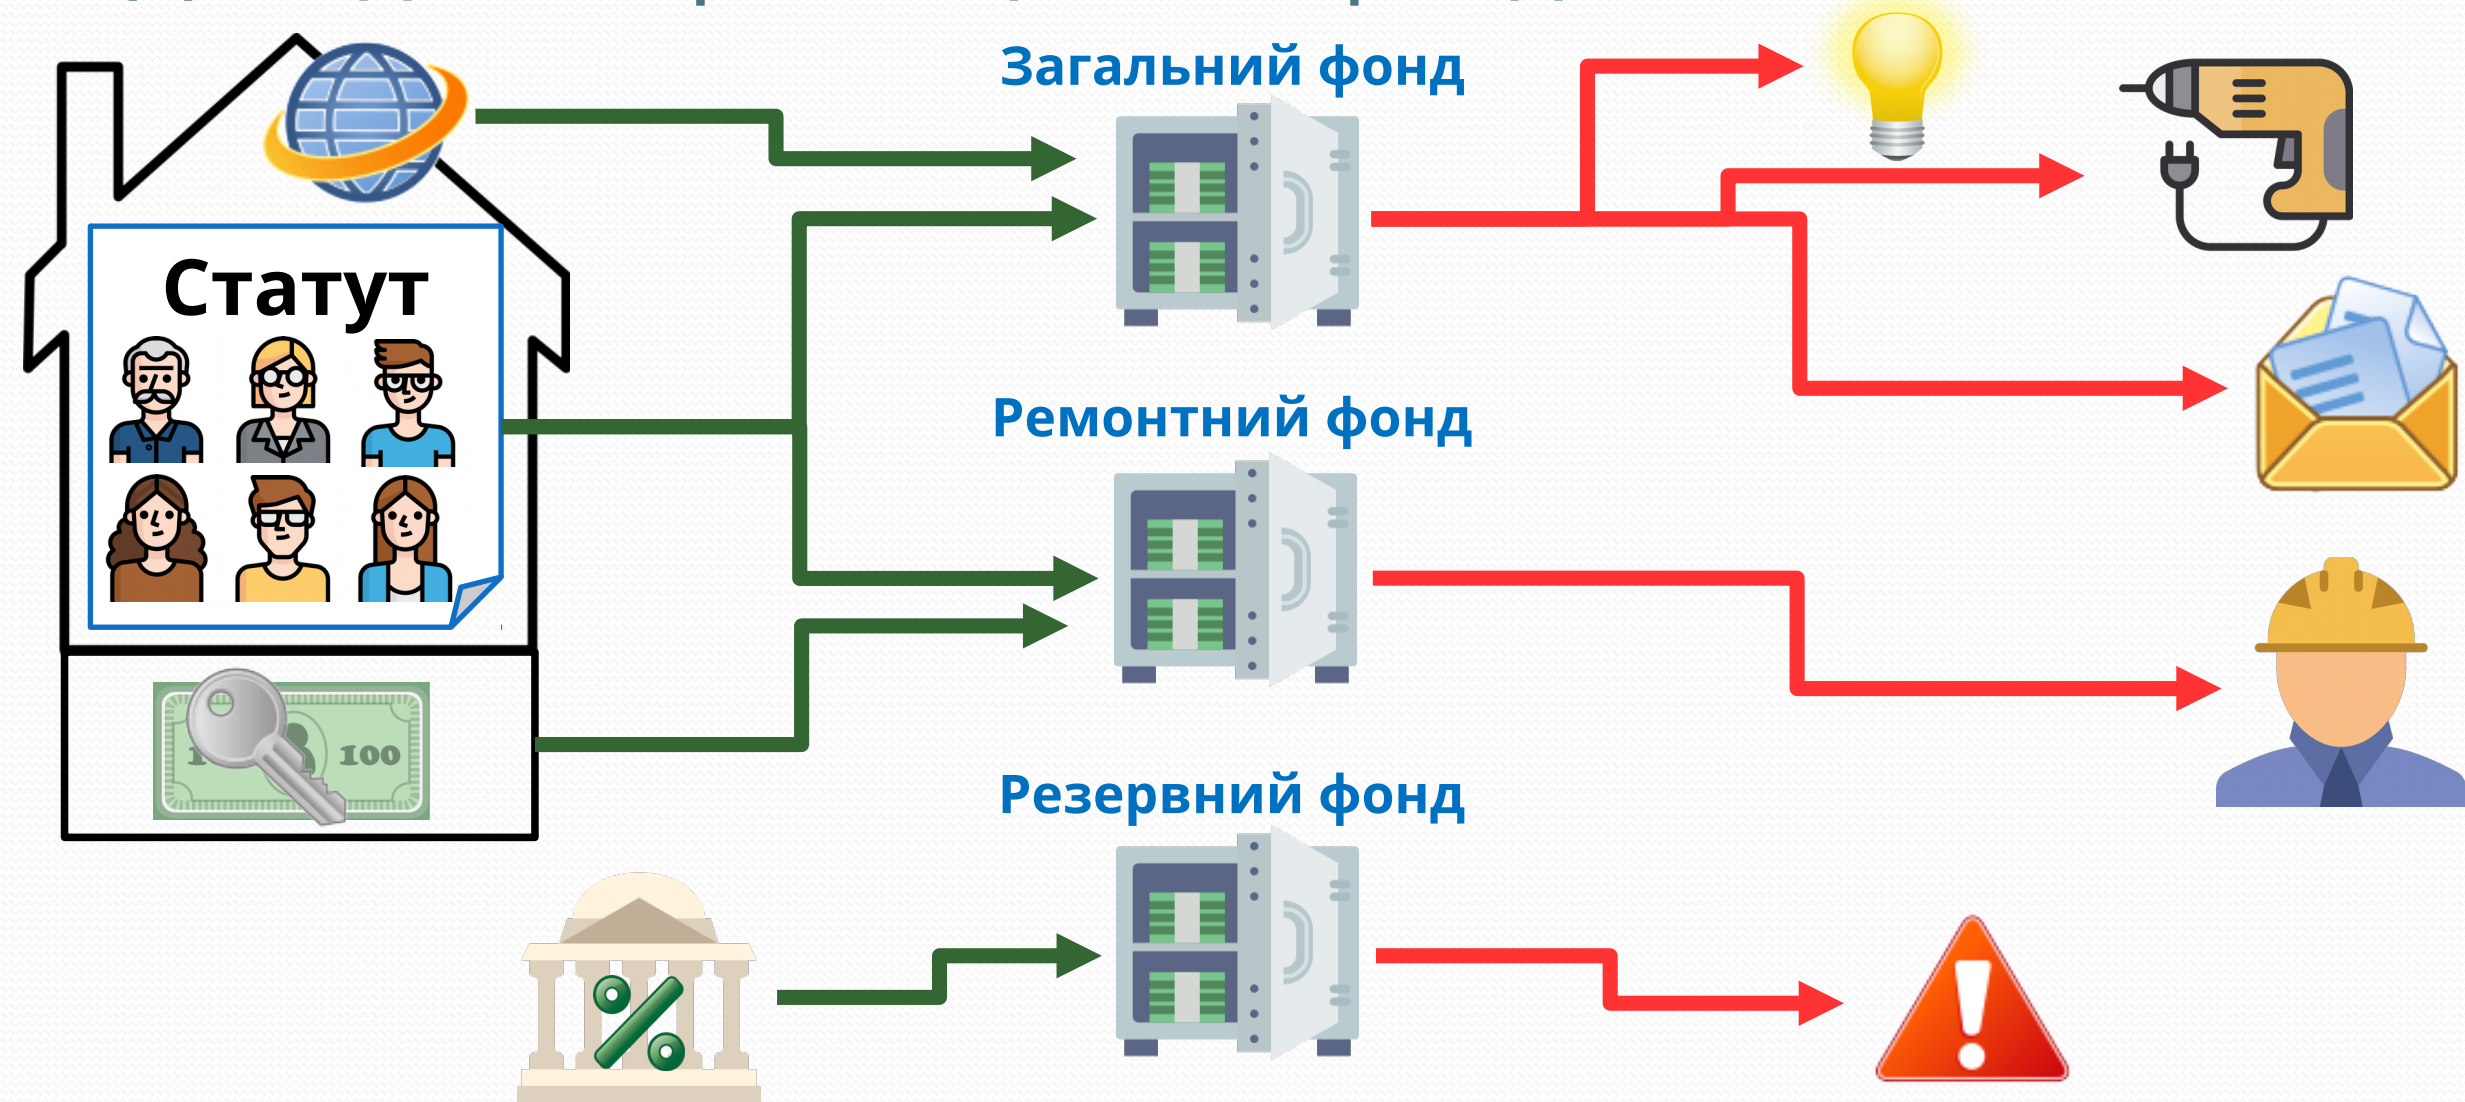 Загальний фонд
Статут
Ремонтний фонд
100
Резервний фонд